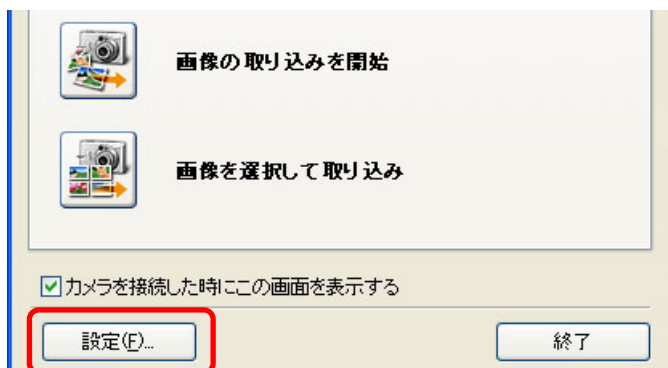 画像の取り込みを開始
画像を選択して取り込み
カメラを接続した時にこの画面を表示する
設定(F)...
終了